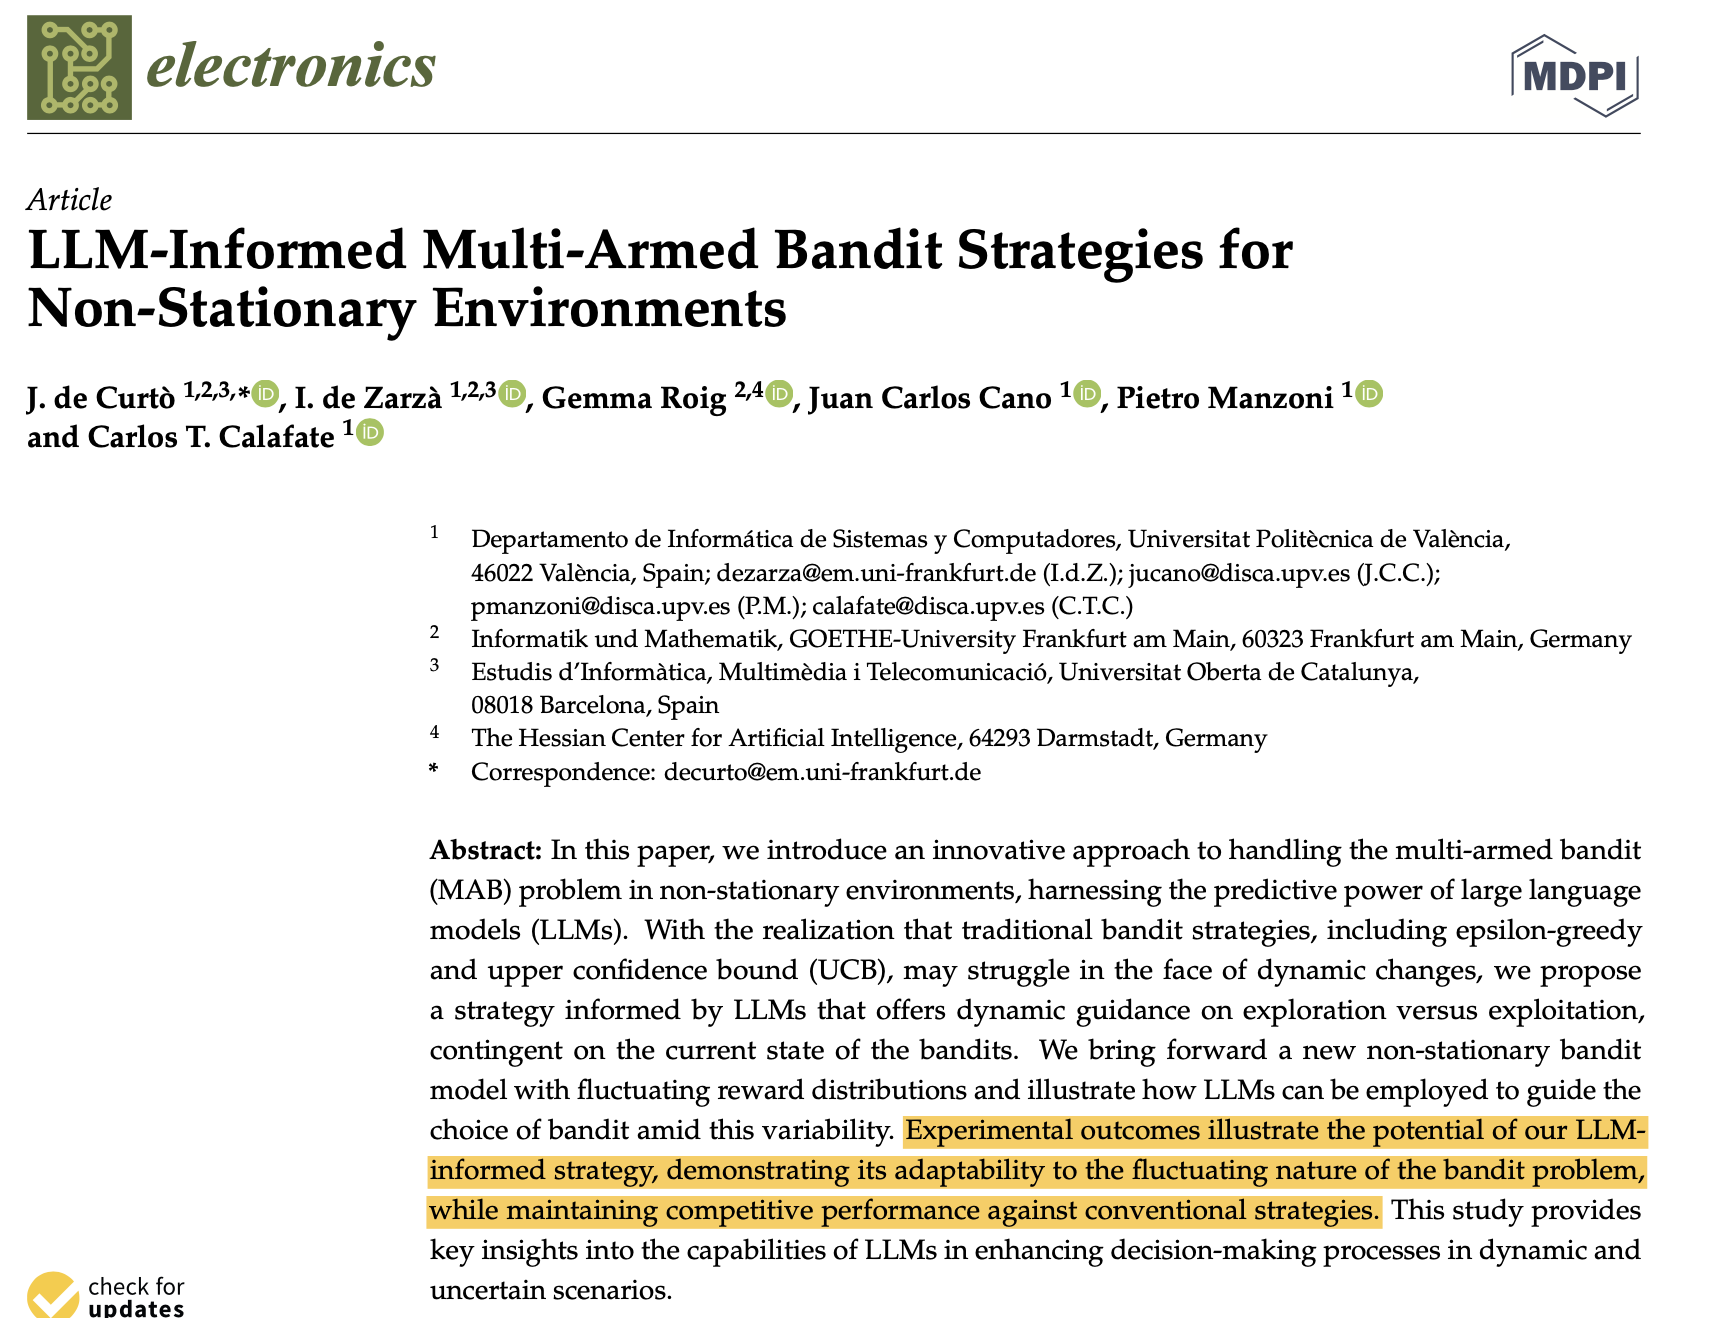 electronics
MDPI
Article
LLM-Informed Multi-Armed Bandit Strategies for
Non-Stationary Environments
J. de Curtò 1,2,3,* iD, I. de Zarzà 1,2,3 iD, Gemma Roig 2,4 iD, Juan Carlos Cano 1 iD, Pietro Manzoni 1 iD
and Carlos T. Calafate 1 iD
1 Departamento de Informática de Sistemas y Computadores, Universitat Politècnica de València,
46022 València, Spain; dezarza@em.uni-frankfurt.de (I.d.Z.); jucano@disca.upv.es (J.C.C.);
pmanzoni@disca.upv.es (P.M.); calafate@disca.upv.es (C.T.C.)
2 Informatik und Mathematik, GOETHE-University Frankfurt am Main, 60323 Frankfurt am Main, Germany
3 Estudis d'Informàtica, Multimèdia i Telecomunicació, Universitat Oberta de Catalunya,
08018 Barcelona, Spain
4 The Hessian Center for Artificial Intelligence, 64293 Darmstadt, Germany
* Correspondence: decurto@em.uni-frankfurt.de
Abstract: In this paper, we introduce an innovative approach to handling the multi-armed bandit
(MAB) problem in non-stationary environments, harnessing the predictive power of large language
models (LLMs). With the realization that traditional bandit strategies, including epsilon-greedy
and upper confidence bound (UCB), may struggle in the face of dynamic changes, we propose
a strategy informed by LLMs that offers dynamic guidance on exploration versus exploitation,
contingent on the current state of the bandits. We bring forward a new non-stationary bandit
model with fluctuating reward distributions and illustrate how LLMs can be employed to guide the
choice of bandit amid this variability. Experimental outcomes illustrate the potential of our LLM-
informed strategy, demonstrating its adaptability to the fluctuating nature of the bandit problem,
while maintaining competitive performance against conventional strategies. This study provides
key insights into the capabilities of LLMs in enhancing decision-making processes in dynamic and
uncertain scenarios.
check for
updates